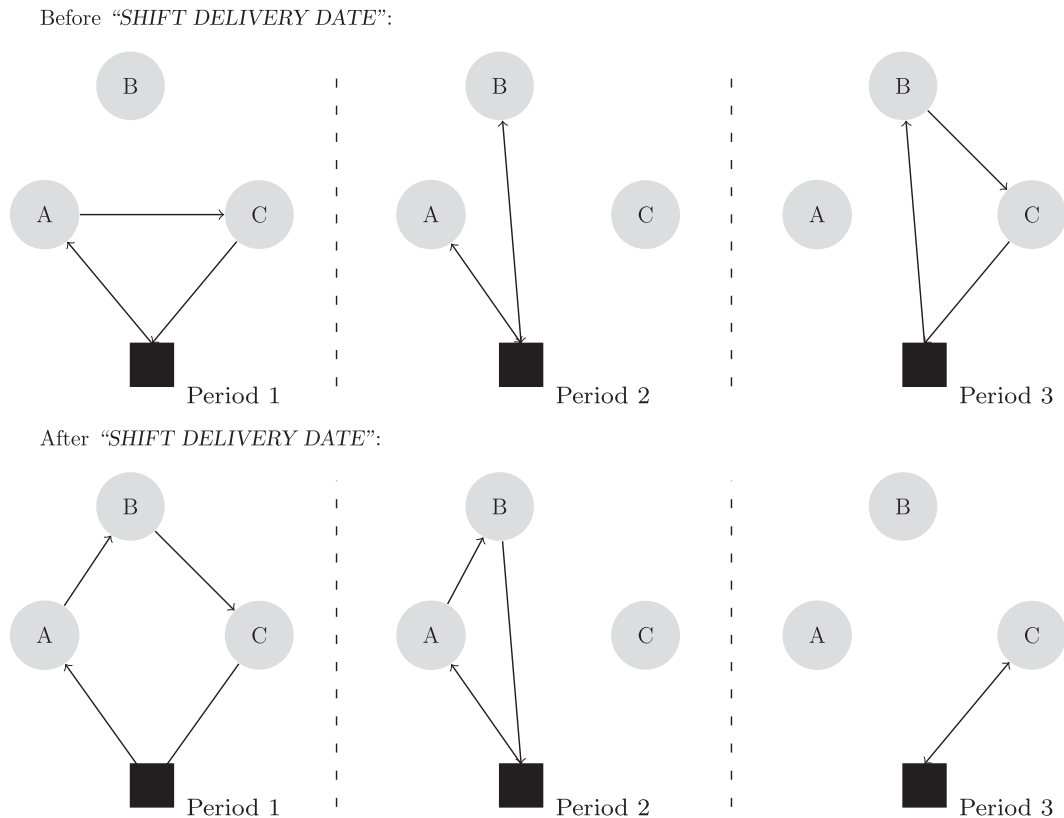 Before “SHIFT DELIVERY DATE”:
B
A
C
Period 1
B
A
C
Period 2
B
A
C
Period 3
After “SHIFT DELIVERY DATE”:
B
A
C
Period 1
B
A
C
Period 2
B
A
C
Period 3